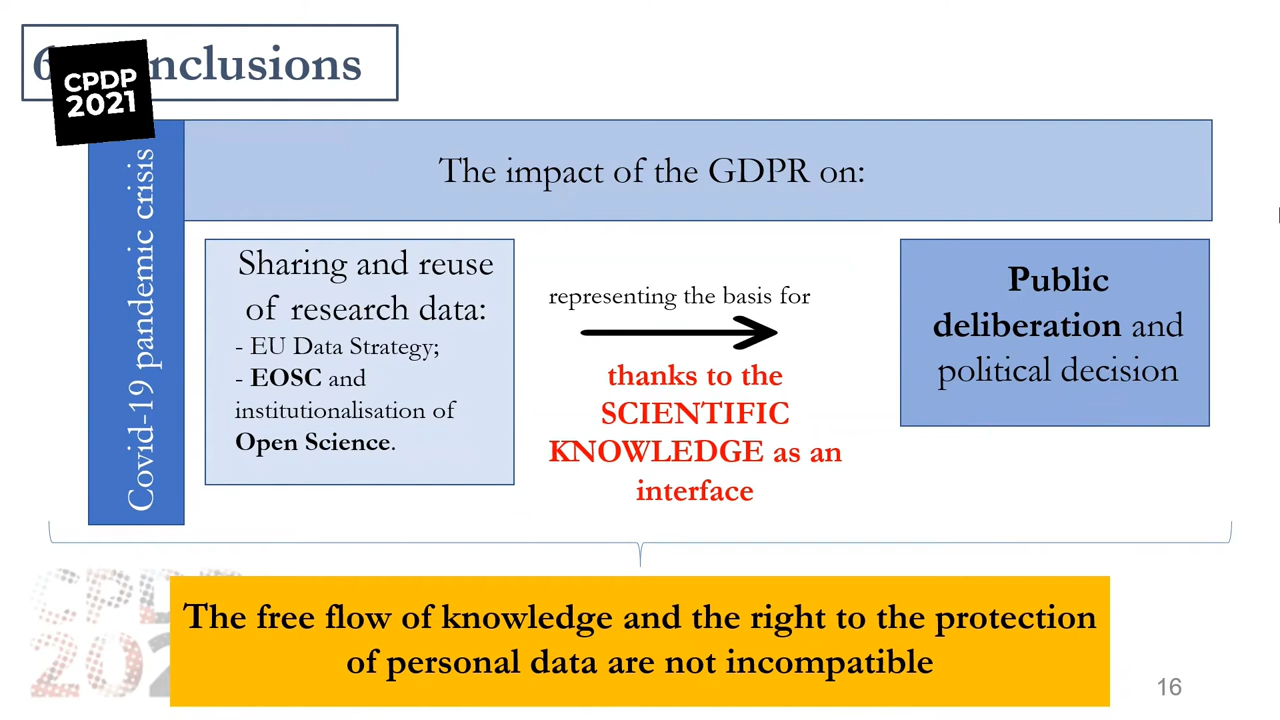 CPDP
2021
nclusions
Covid-19 pandemic crisis
The impact of the GDPR on:
Sharing and reuse
of research data:
- EU Data Strategy;
- EOSC and
institutionalisation of
Open Science.
representing the basis for
thanks to the
SCIENTIFIC
KNOWLEDGE as an
interface
Public
deliberation and
political decision
The free flow of knowledge and the right to the protection
of personal data are not incompatible
16